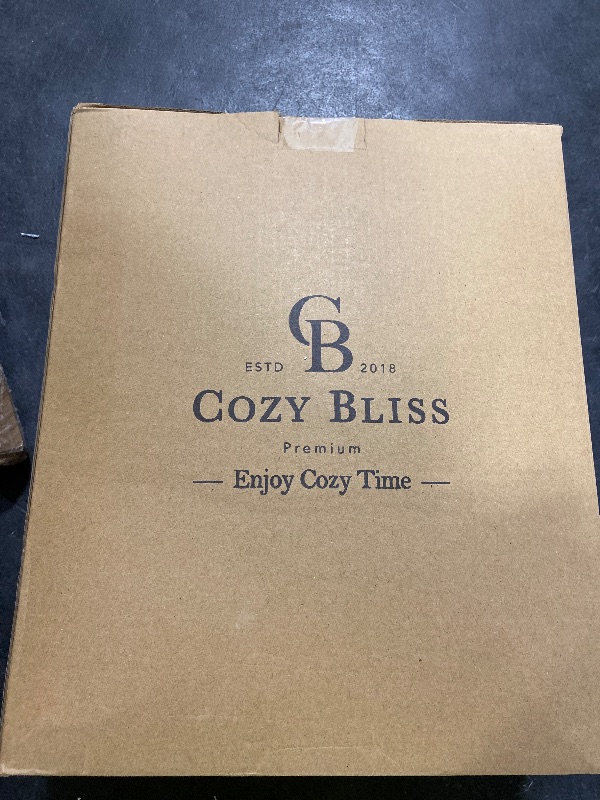 CB
ESTD 2018
COZY BLISS
Premium
— Enjoy Cozy Time —